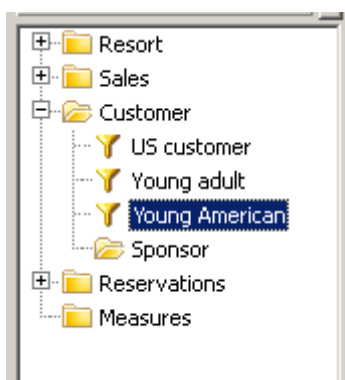 Resort
Sales
Customer
US customer
Young adult
Young American
Sponsor
Reservations
Measures